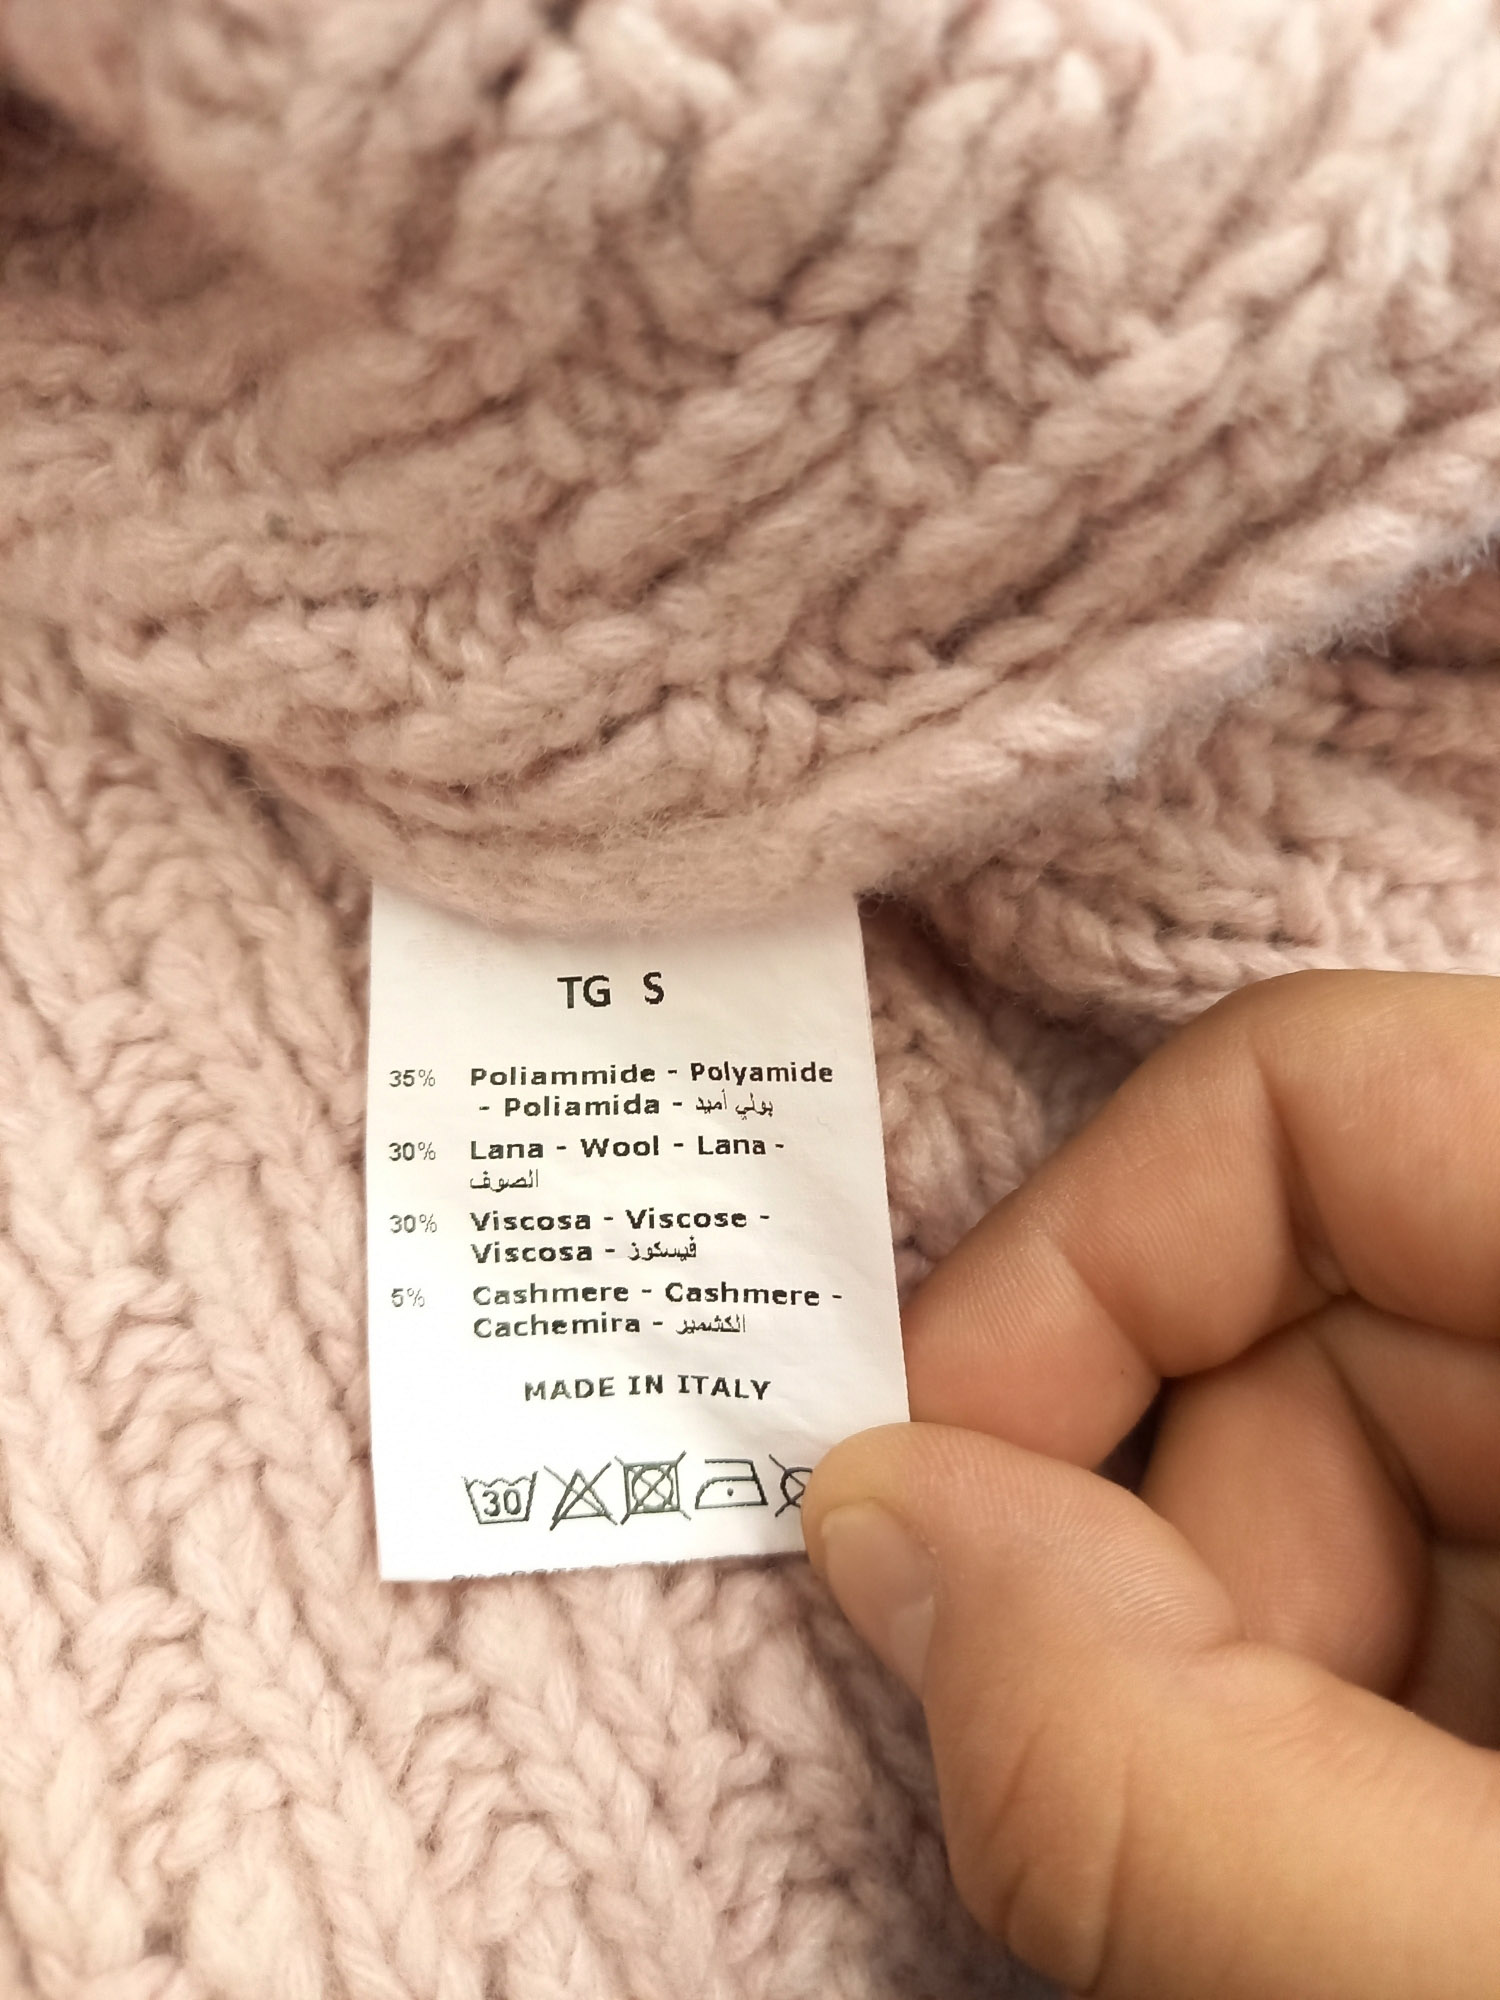 TG S
35% Poliammide - Polyamide
- Poliamida - بولي أميد
30% Lana - Wool - Lana -
الصوف
30% Viscosa - Viscose -
Viscosa - فيسكوز
5% Cashmere - Cashmere -
Cachemira - الكشمير
MADE IN ITALY
30